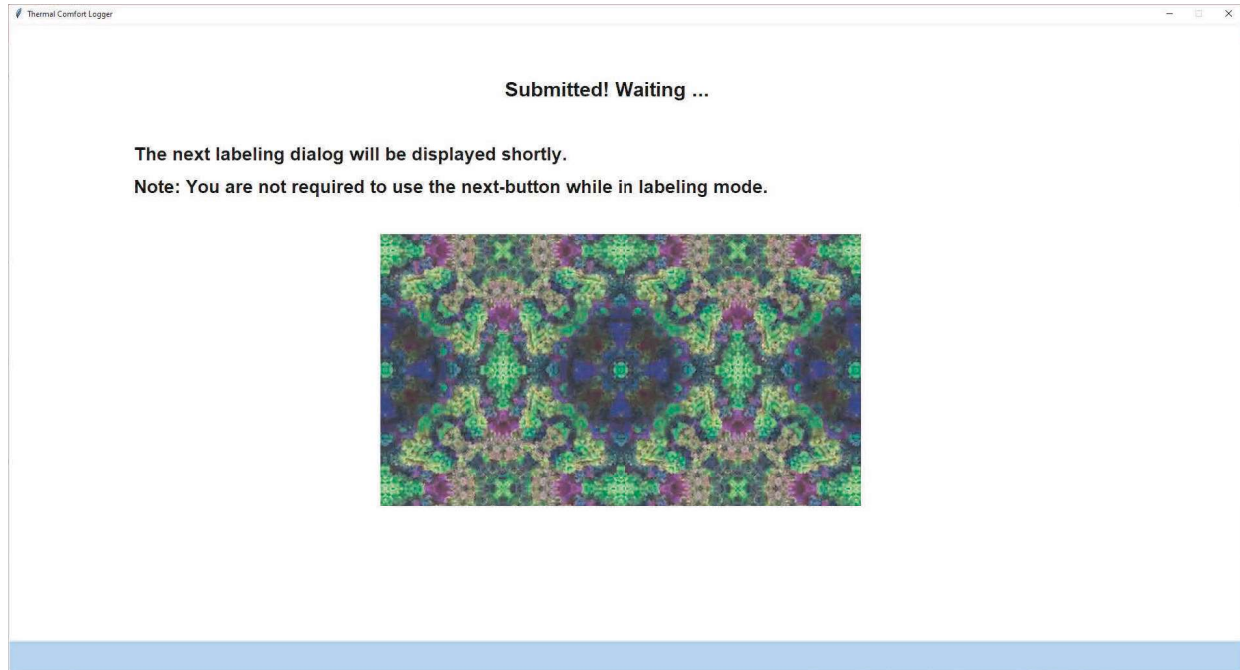 Thermal Comfort Logger
Submitted! Waiting ...
The next labeling dialog will be displayed shortly.
Note: You are not required to use the next-button while in labeling mode.